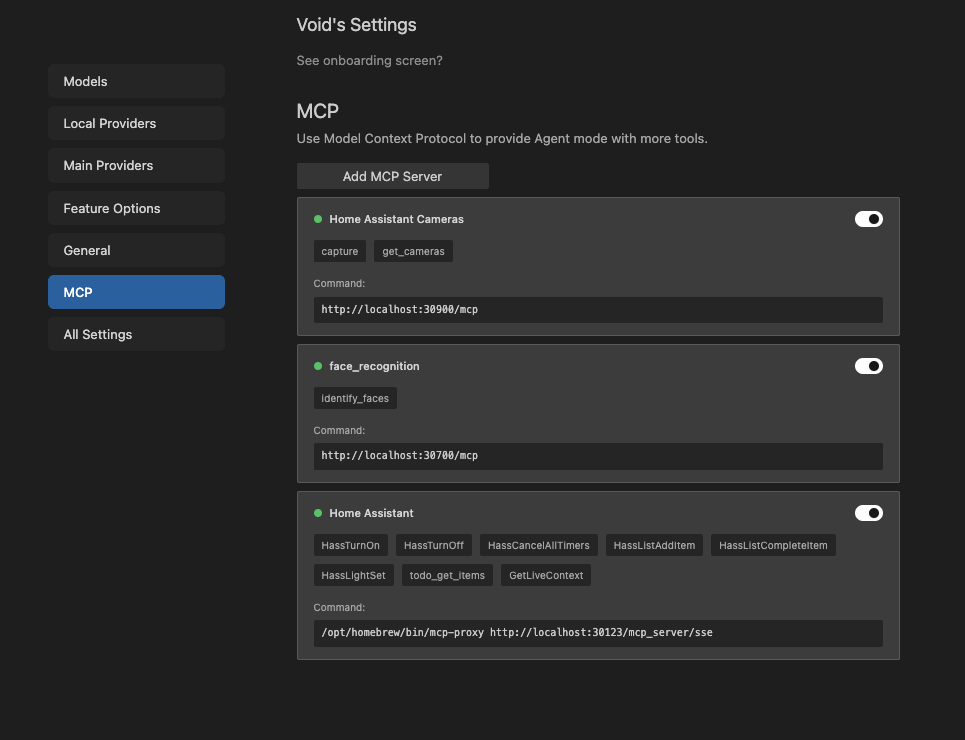 Void's Settings
See onboarding screen?
Models
Local Providers
Main Providers
Feature Options
General
MCP
All Settings
MCP
Use Model Context Protocol to provide Agent mode with more tools.
Add MCP Server
Home Assistant Cameras
capture get_cameras
Command:
http://localhost:30900/mcp
face_recognition
identify_faces
Command:
http://localhost:30700/mcp
Home Assistant
HassTurnOn HassTurnOff HassCancelAllTimers HassListAddItem HassListCompleteItem
HassLightSet todo_get_items GetLiveContext
Command:
/opt/homebrew/bin/mcp-proxy http://localhost:30123/mcp_server/sse